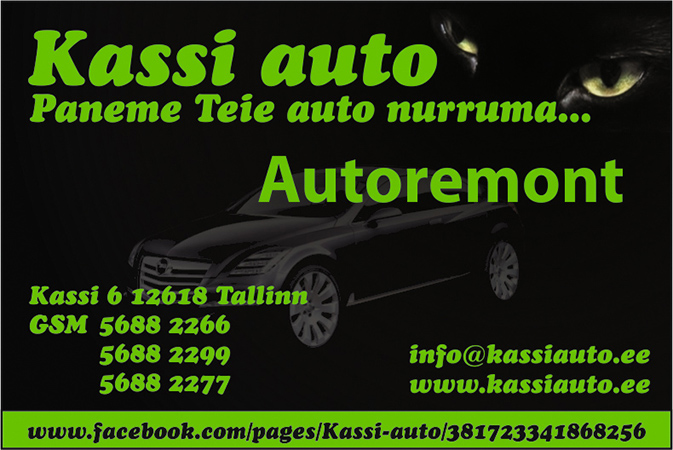 Kassi auto
Paneme Teie auto nurruma...
Autoremont
Kassi 6 12618 Tallinn
GSM 5688 2266
5688 2299
5688 2277
info@kassiauto.ee
www.kassiauto.ee
www.facebook.com/pages/Kassi-auto/381723341868256